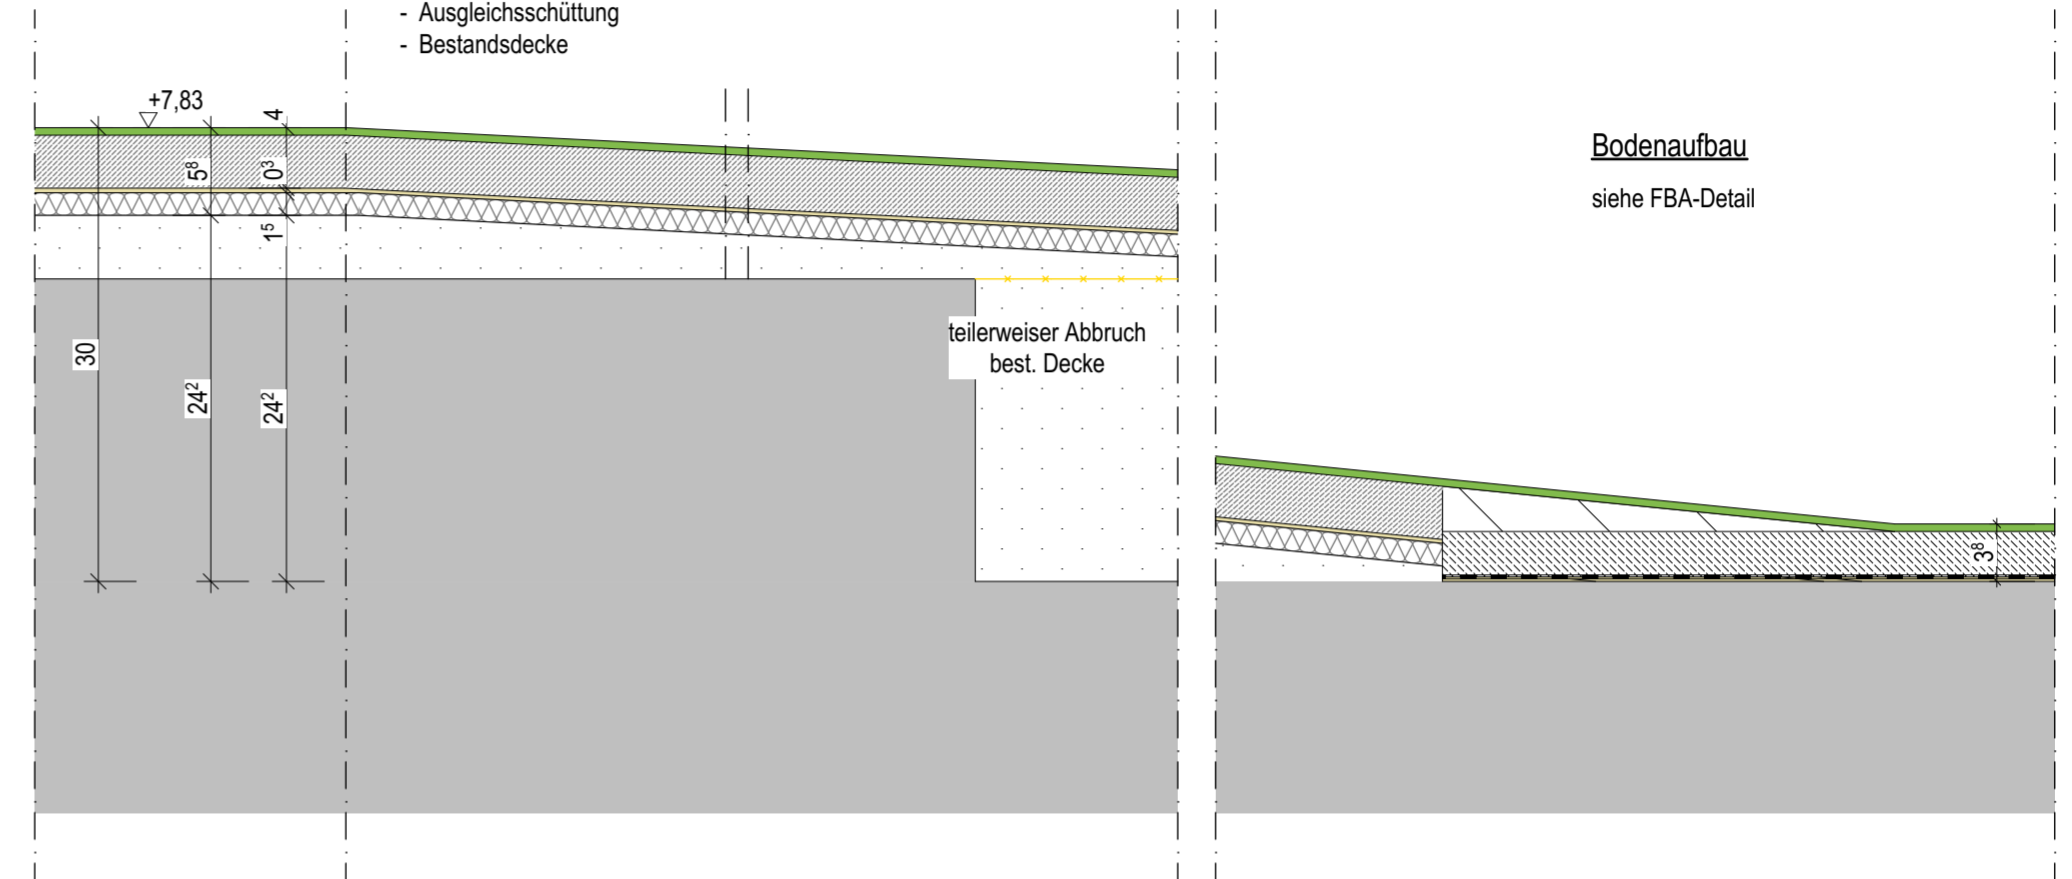 - Ausgleichsschüttung
- Bestandsdecke
+7,83
4
5⁸
0³
1⁵
30
24²
24²
teilerweiser Abbruch
best. Decke
Bodenaufbau
siehe FBA-Detail
3⁸